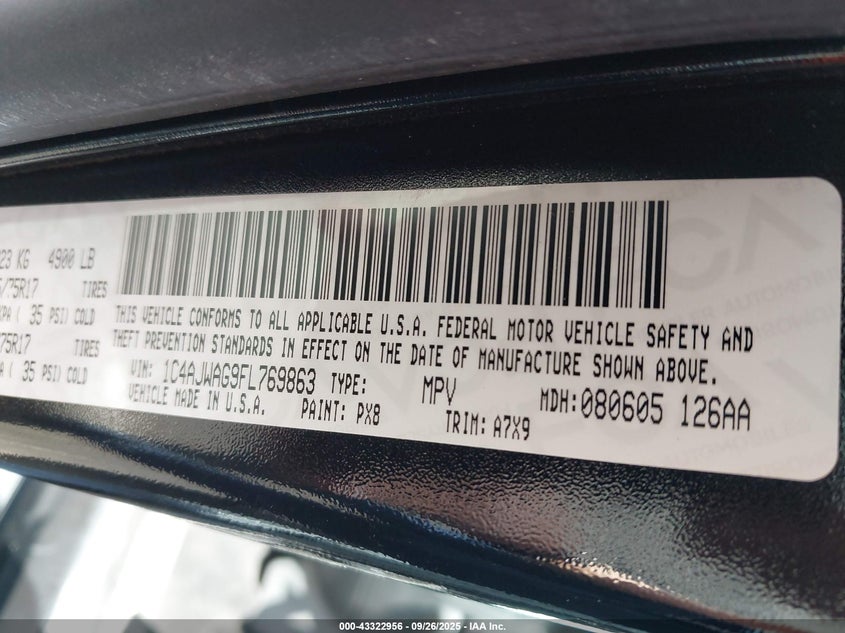 23 KG 4900 LB
/75R17 TIRES
KPA ( 35 PSI) COLD
75R17 TIRES
A ( 35 PSI) COLD
THIS VEHICLE CONFORMS TO ALL APPLICABLE U.S.A. FEDERAL MOTOR VEHICLE SAFETY AND
THEFT PREVENTION STANDARDS IN EFFECT ON THE DATE OF MANUFACTURE SHOWN ABOVE.
VIN: 1C4AJWAG9FL769863 TYPE: MPV MDH:080605 126AA
VEHICLE MADE IN U.S.A. PAINT: PX8 TRIM: A7X9
000-43322956 - 09/26/2025 - IAA Inc.